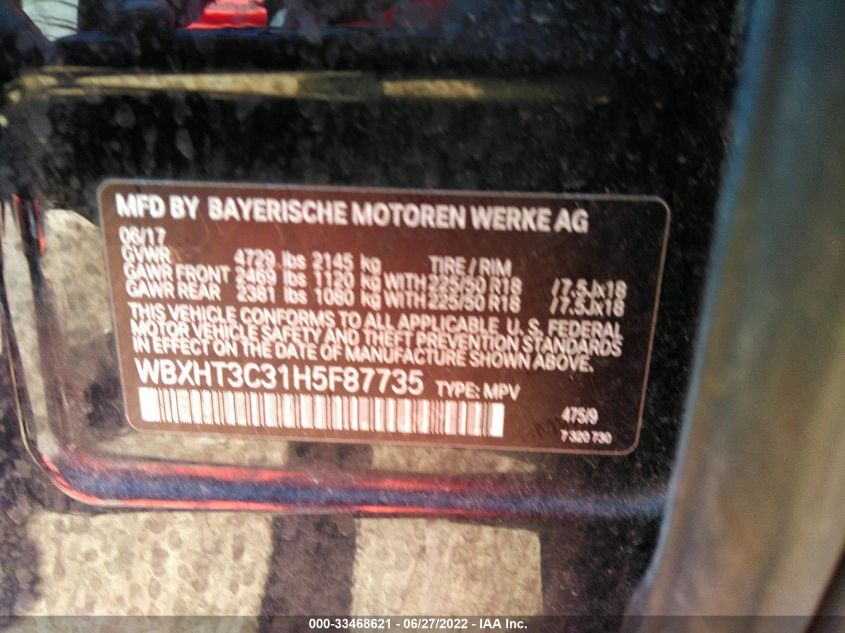 MFD BY BAYERISCHE MOTOREN WERKE AG
06/17
GVWR 4729 lbs 2145 kg TIRE / RIM
GAWR FRONT 2469 lbs 1120 kg WITH 225/50 R18 / 7.5Jx18
GAWR REAR 2381 lbs 1080 kg WITH 225/50 R18 / 7.5Jx18
THIS VEHICLE CONFORMS TO ALL APPLICABLE U.S. FEDERAL
MOTOR VEHICLE SAFETY AND THEFT PREVENTION STANDARDS
IN EFFECT ON THE DATE OF MANUFACTURE SHOWN ABOVE.
WBXHT3C31H5F87735 TYPE: MPV
475/9
7 320 730
000-33468621 - 06/27/2022 - IAA Inc.